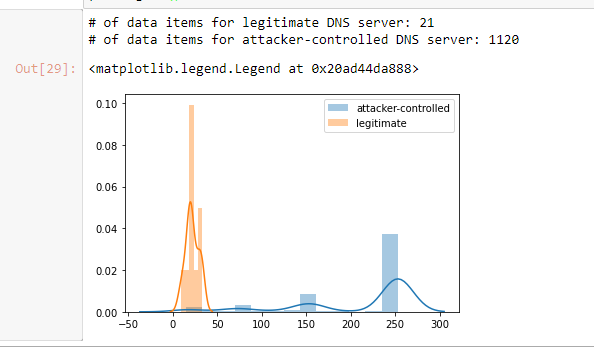 # of data items for legitimate DNS server: 21
# of data items for attacker-controlled DNS server: 1120
Out[29]: <matplotlib.legend.Legend at 0x20ad44da888>
attacker-controlled
legitimate
0.10
0.08
0.06
0.04
0.02
0.00
−50 0 50 100 150 200 250 300